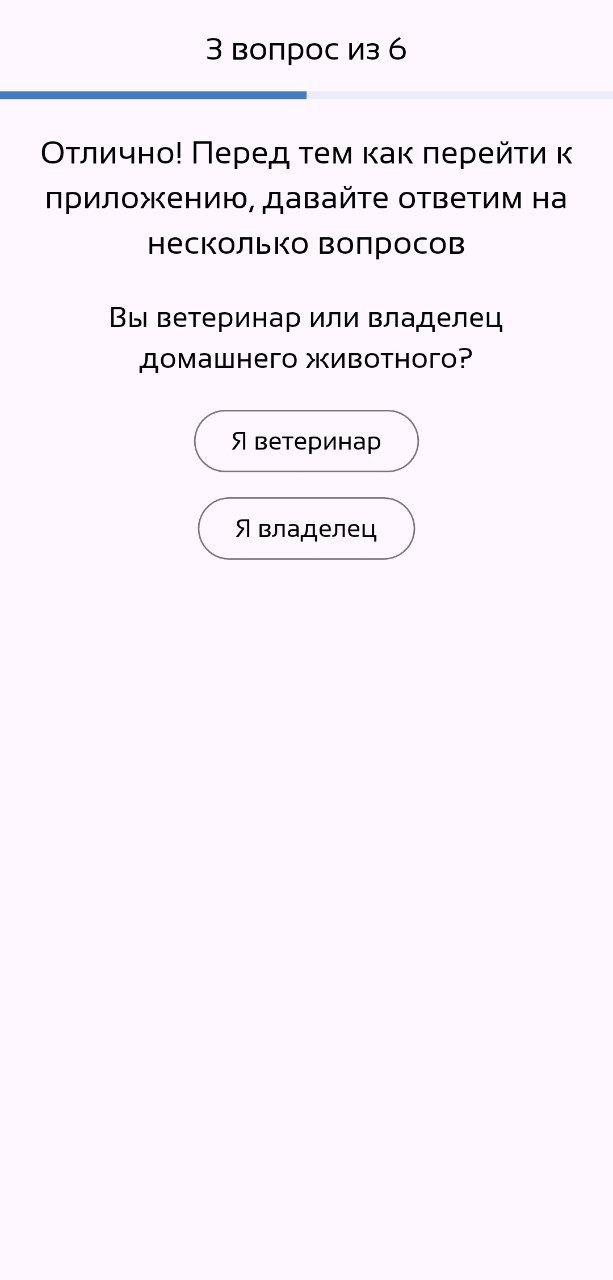 3 вопрос из 6
Отлично! Перед тем как перейти к
приложению, давайте ответим на
несколько вопросов
Вы ветеринар или владелец
домашнего животного?
Я ветеринар
Я владелец